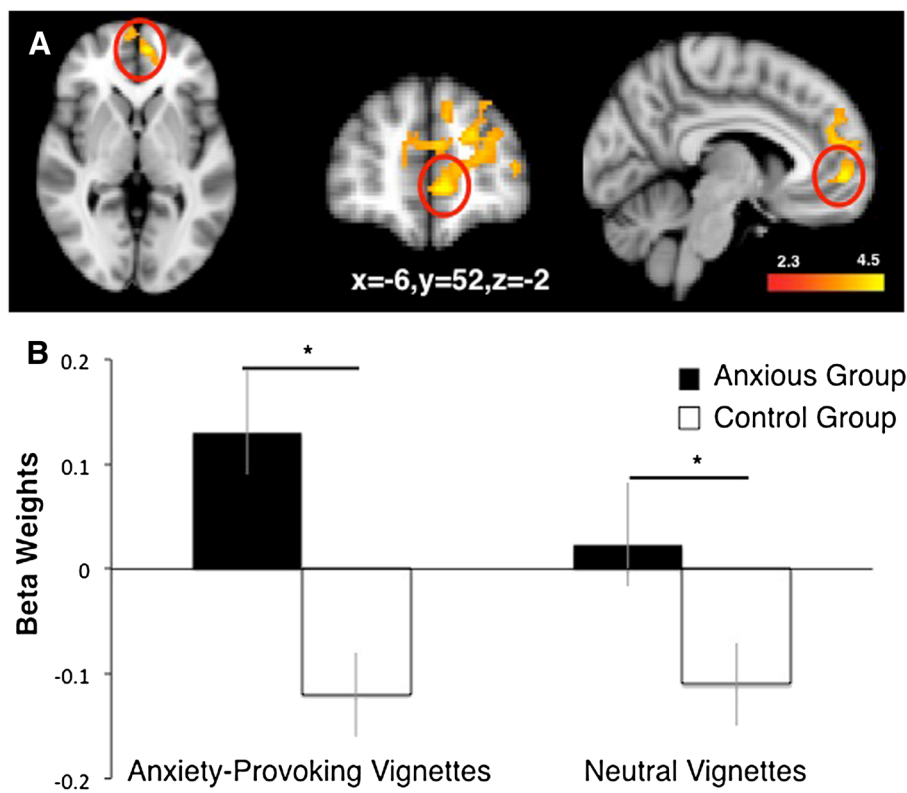 A
x=-6,y=52,z=-2
2.3 4.5
B
0.2
0.1
0
-0.1
-0.2
Beta Weights
*
*
Anxious Group
Control Group
Anxiety-Provoking Vignettes
Neutral Vignettes